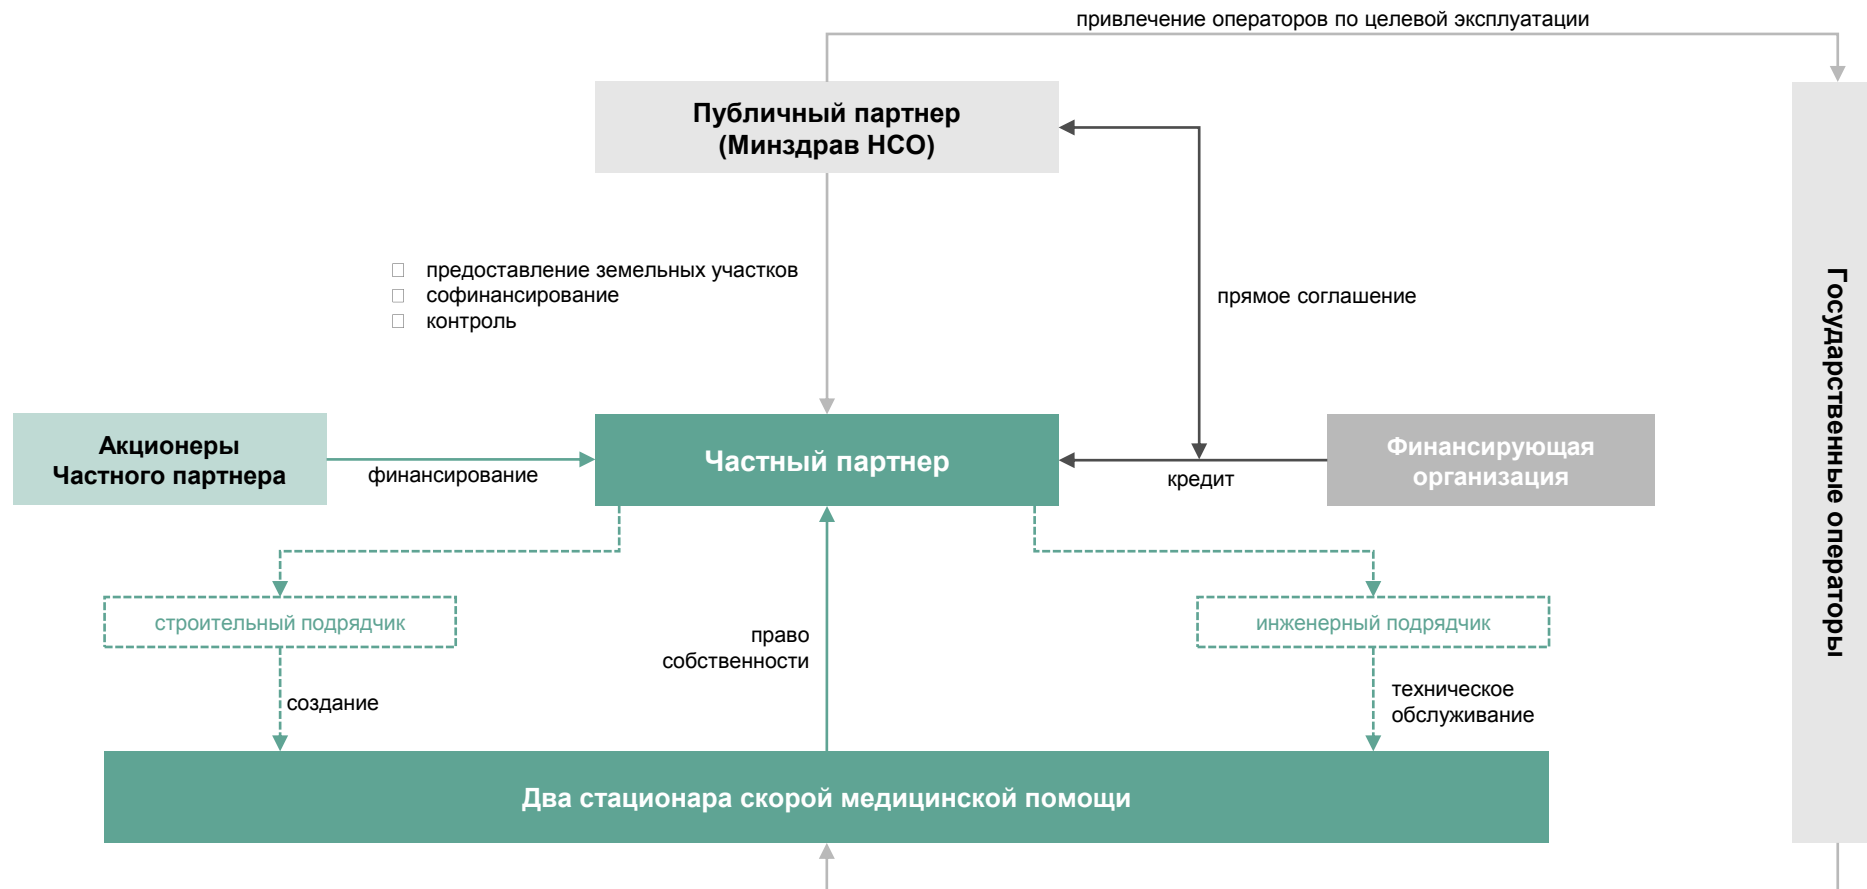 привлечение операторов по целевой эксплуатации
Публичный партнер
(Минздрав НСО)
предоставление земельных участков
софинансирование
контроль
прямое соглашение
Государственные операторы
Акционеры
Частного партнера
финансирование
Частный партнер
кредит
Финансирующая
организация
строительный подрядчик
право
собственности
инженерный подрядчик
создание
техническое
обслуживание
Два стационара скорой медицинской помощи